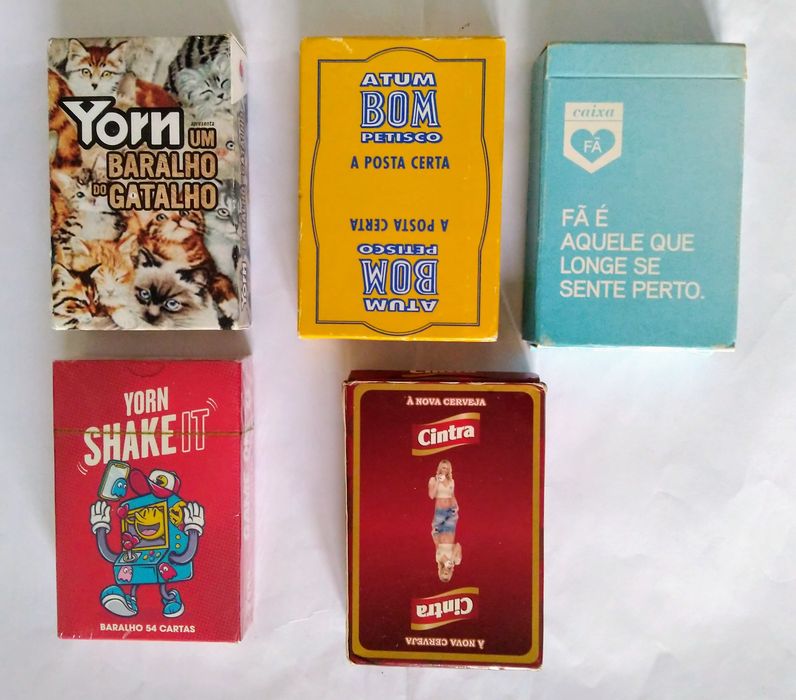 Yorn
apresenta
UM
BARALHO
DO GATALHO
ATUM
BOM
PETISCO
A POSTA CERTA
A POSTA CERTA
PETISCO
BOM
ATUM
caixa
FÃ
FÃ É
AQUELE QUE
LONGE SE
SENTE PERTO.
YORN
SHAKE IT
BARALHO 54 CARTAS
À NOVA CERVEJA
Cintra
Cintra
À NOVA CERVEJA